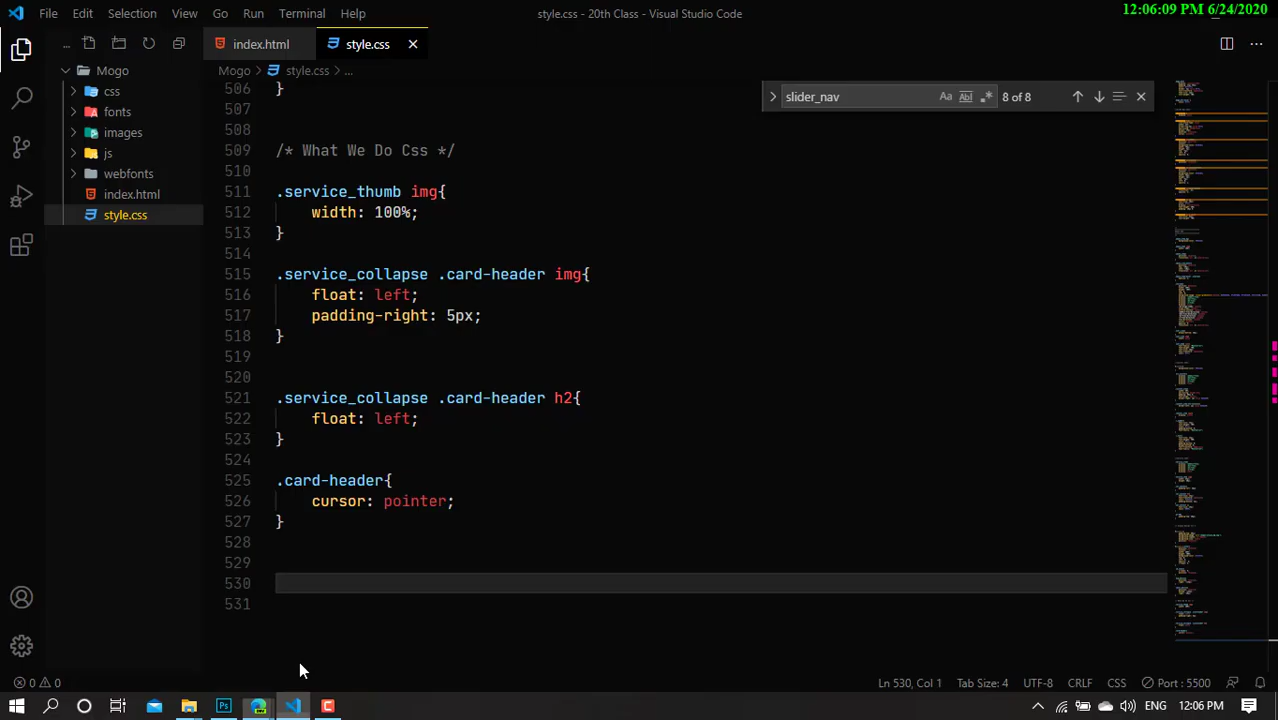 File Edit Selection View Go Run Terminal Help style.css - 20th Class - Visual Studio Code 12:06:09 PM 6/24/2020
...
index.html style.css
Mogo
Mogo style.css ...
css
fonts
images
js
webfonts
index.html
style.css
slider_nav Aa Abl .* 8 of 8
506 }
507
508
509 /* What We Do Css */
510
511 .service_thumb img{
512 width: 100%;
513 }
514
515 .service_collapse .card-header img{
516 float: left;
517 padding-right: 5px;
518 }
519
520
521 .service_collapse .card-header h2{
522 float: left;
523 }
524
525 .card-header{
526 cursor: pointer;
527 }
528
529
530
531
0 0 Ln 530, Col 1 Tab Size: 4 UTF-8 CRLF CSS Port : 5500
Ps C ENG 12:06 PM